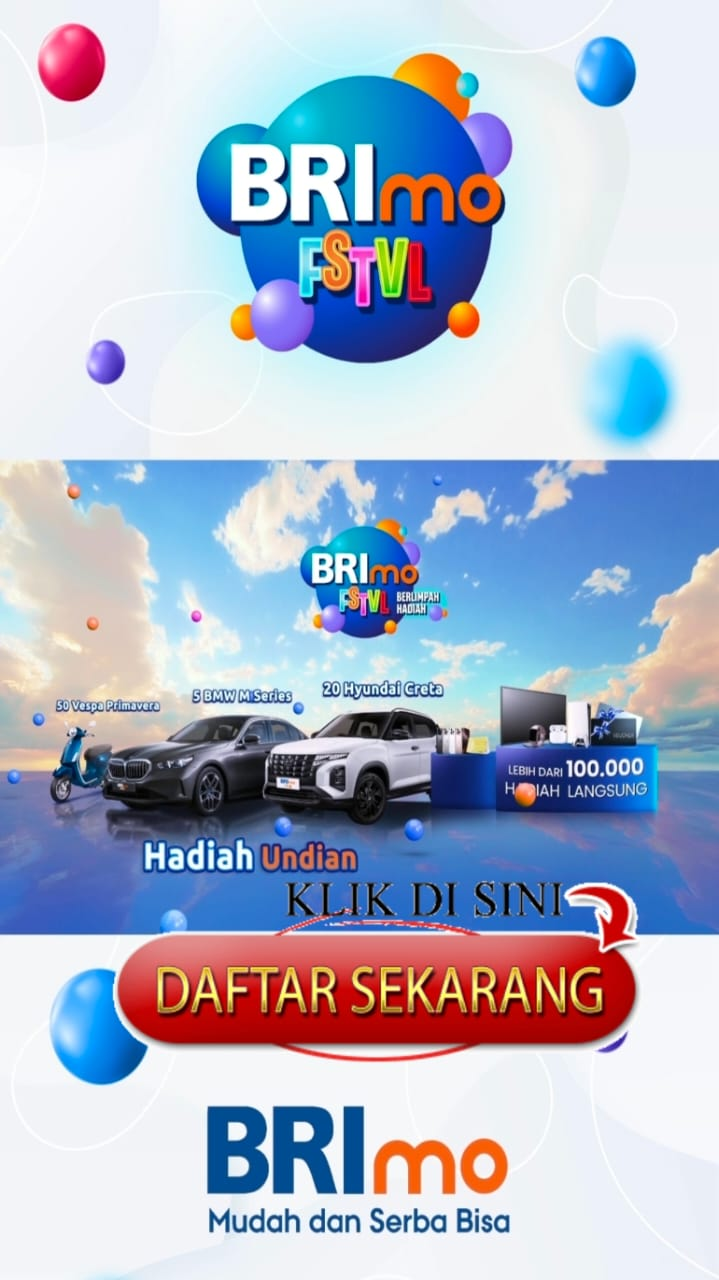 BRImo
FSTVL
BRImo
FSTVL BERLIMPAH
HADIAH
50 Vespa Primavera
5 BMW M Series
20 Hyundai Creta
LEBIH DARI 100.000
HADIAH LANGSUNG
Hadiah Undian
KLIK DI SINI
DAFTAR SEKARANG
BRImo
Mudah dan Serba Bisa